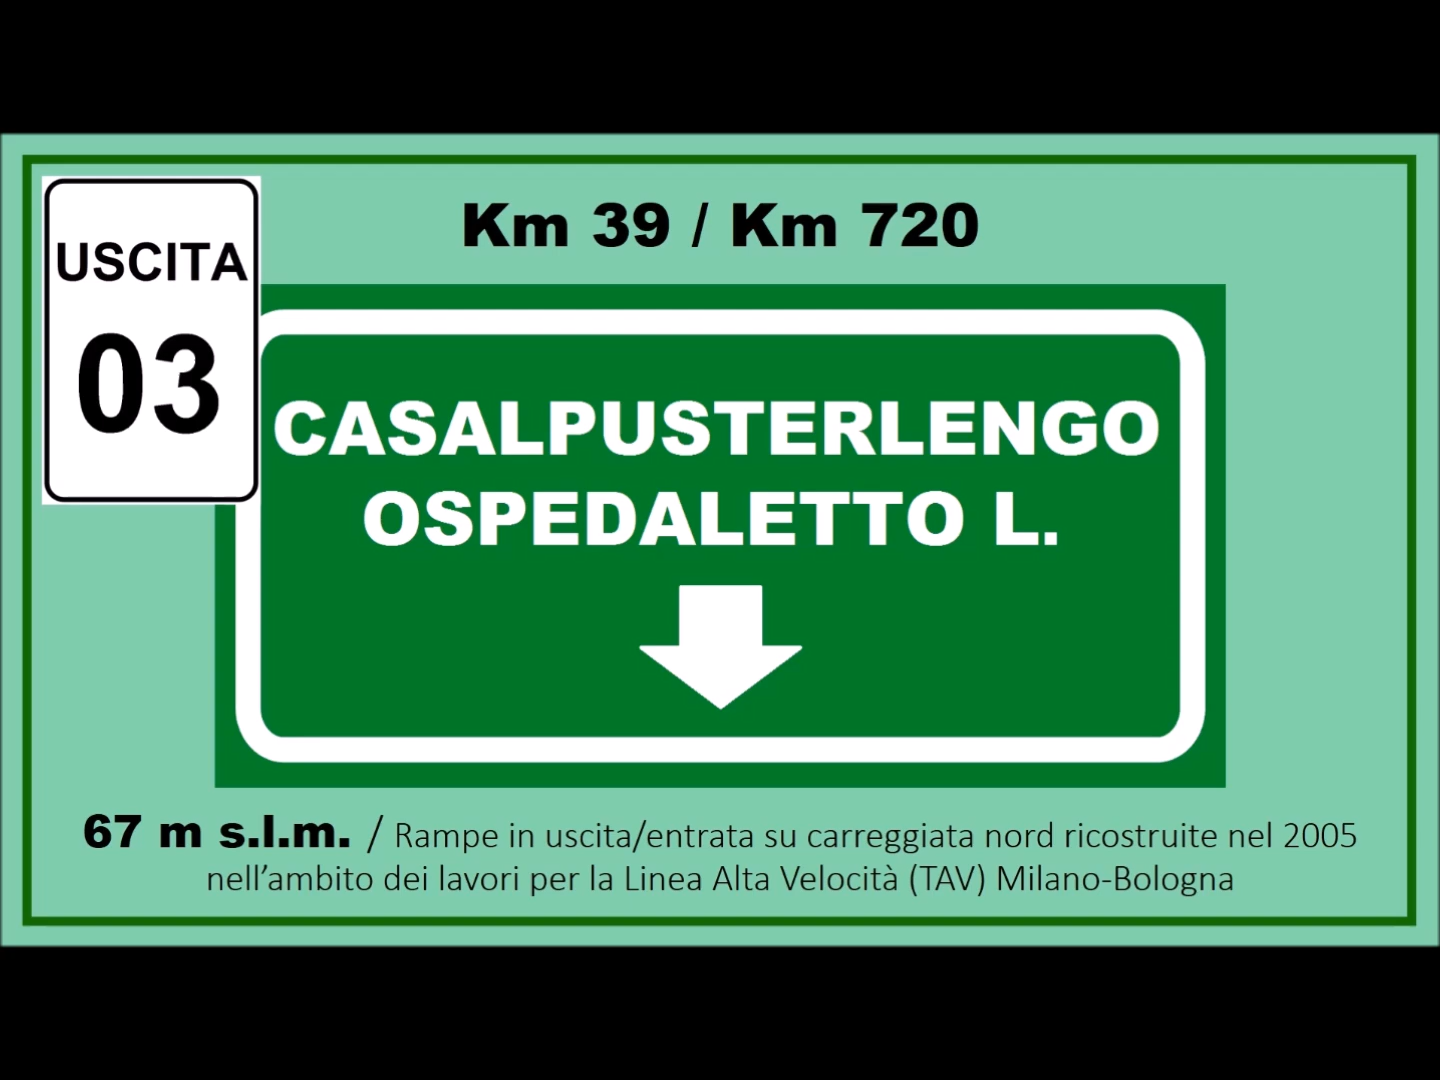 Km 39 / Km 720
USCITA
03
CASALPUSTERLENGO
OSPEDALETTO L.
67 m s.l.m. / Rampe in uscita/entrata su carreggiata nord ricostruite nel 2005
nell’ambito dei lavori per la Linea Alta Velocità (TAV) Milano-Bologna